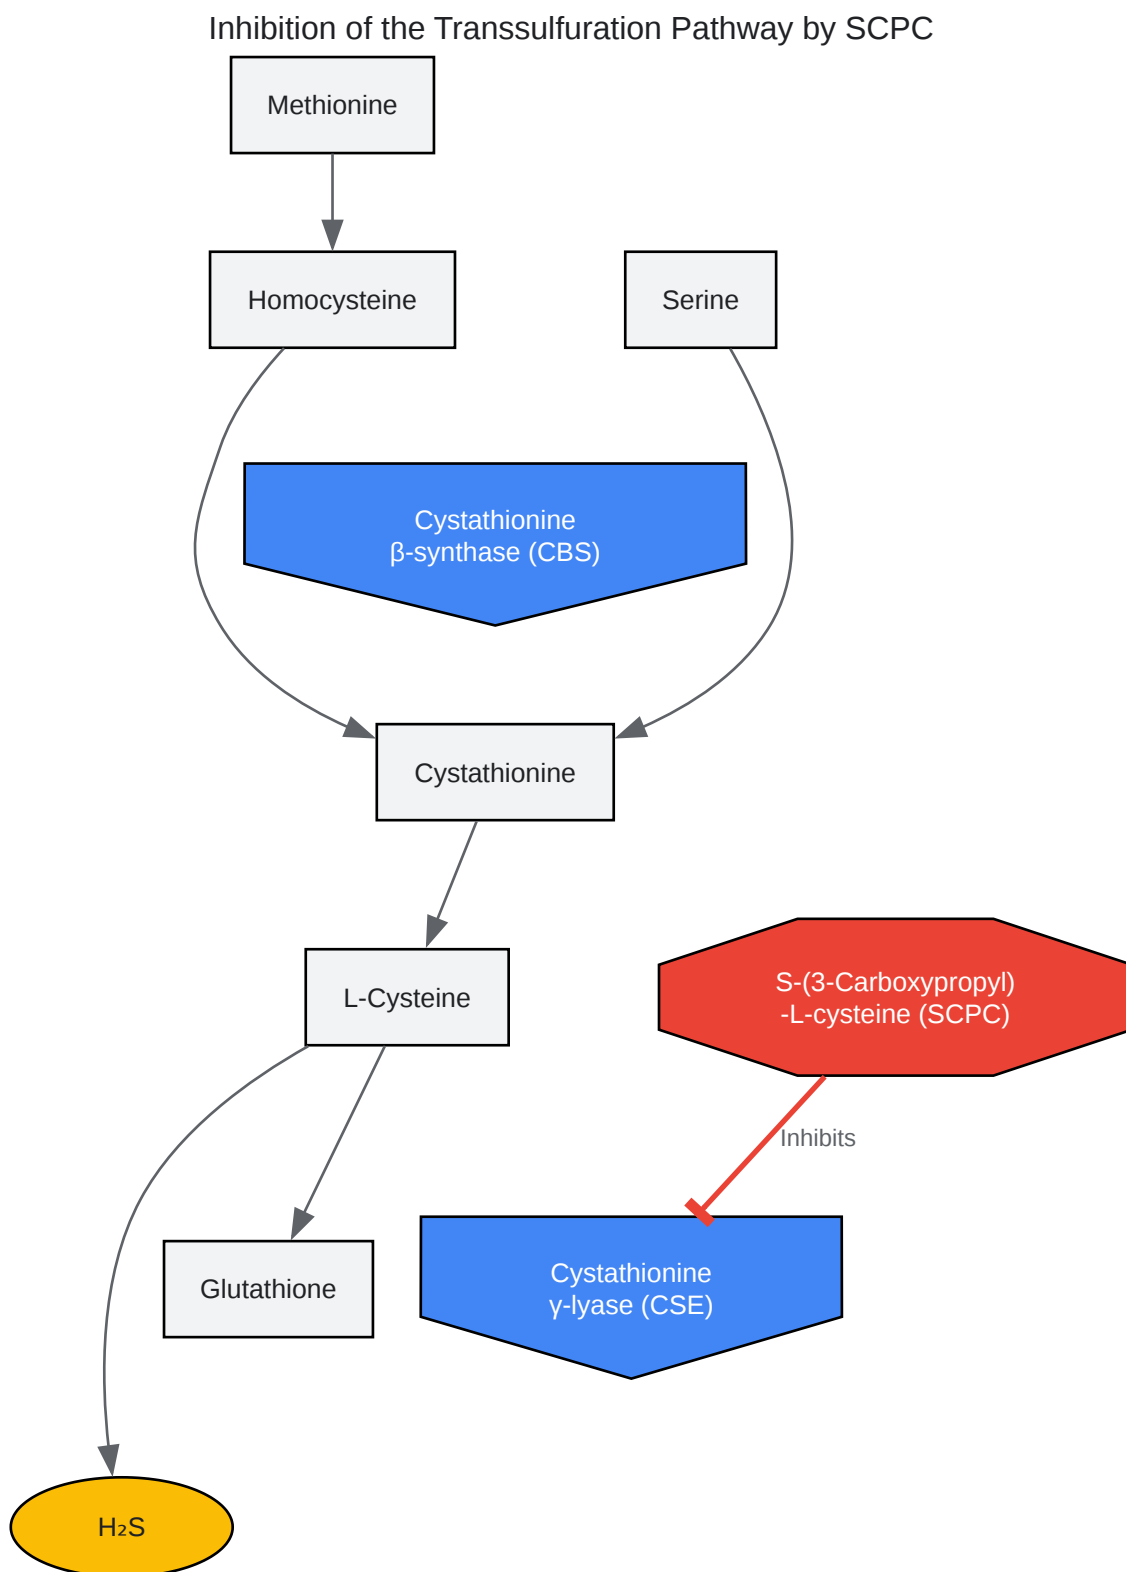 Inhibition of the Transsulfuration Pathway by SCPC
Methionine
Homocysteine
Serine
Cystathionine
β-synthase (CBS)
Cystathionine
L-Cysteine
S-(3-Carboxypropyl)
-L-cysteine (SCPC)
Inhibits
Glutathione
Cystathionine
γ-lyase (CSE)
H₂S